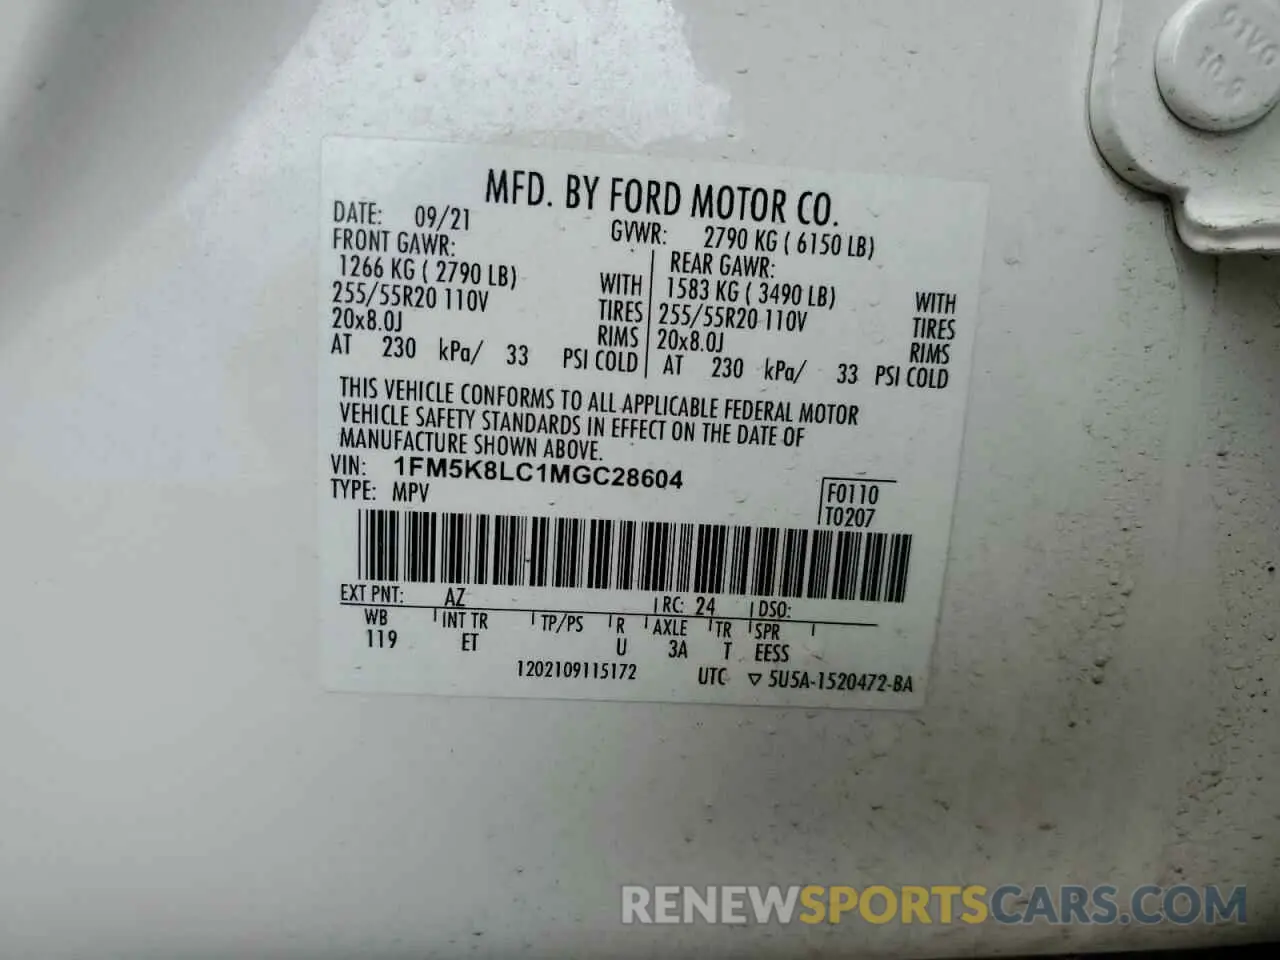 MFD. BY FORD MOTOR CO.
DATE: 09/21 GVWR: 2790 KG ( 6150 LB)
FRONT GAWR: REAR GAWR:
1266 KG ( 2790 LB) WITH 1583 KG ( 3490 LB) WITH
255/55R20 110V TIRES 255/55R20 110V TIRES
20x8.0J RIMS 20x8.0J RIMS
AT 230 kPa/ 33 PSI COLD AT 230 kPa/ 33 PSI COLD
THIS VEHICLE CONFORMS TO ALL APPLICABLE FEDERAL MOTOR
VEHICLE SAFETY STANDARDS IN EFFECT ON THE DATE OF
MANUFACTURE SHOWN ABOVE.
VIN: 1FM5K8LC1MGC28604
TYPE: MPV
F0110
T0207
EXT PNT: AZ RC: 24 DSO:
WB INT TR TP/PS R AXLE TR SPR
119 ET U 3A T EESS
1202109115172 UTC ▽ 5U5A-1520472-BA
RENEWSPORTSCARS.COM